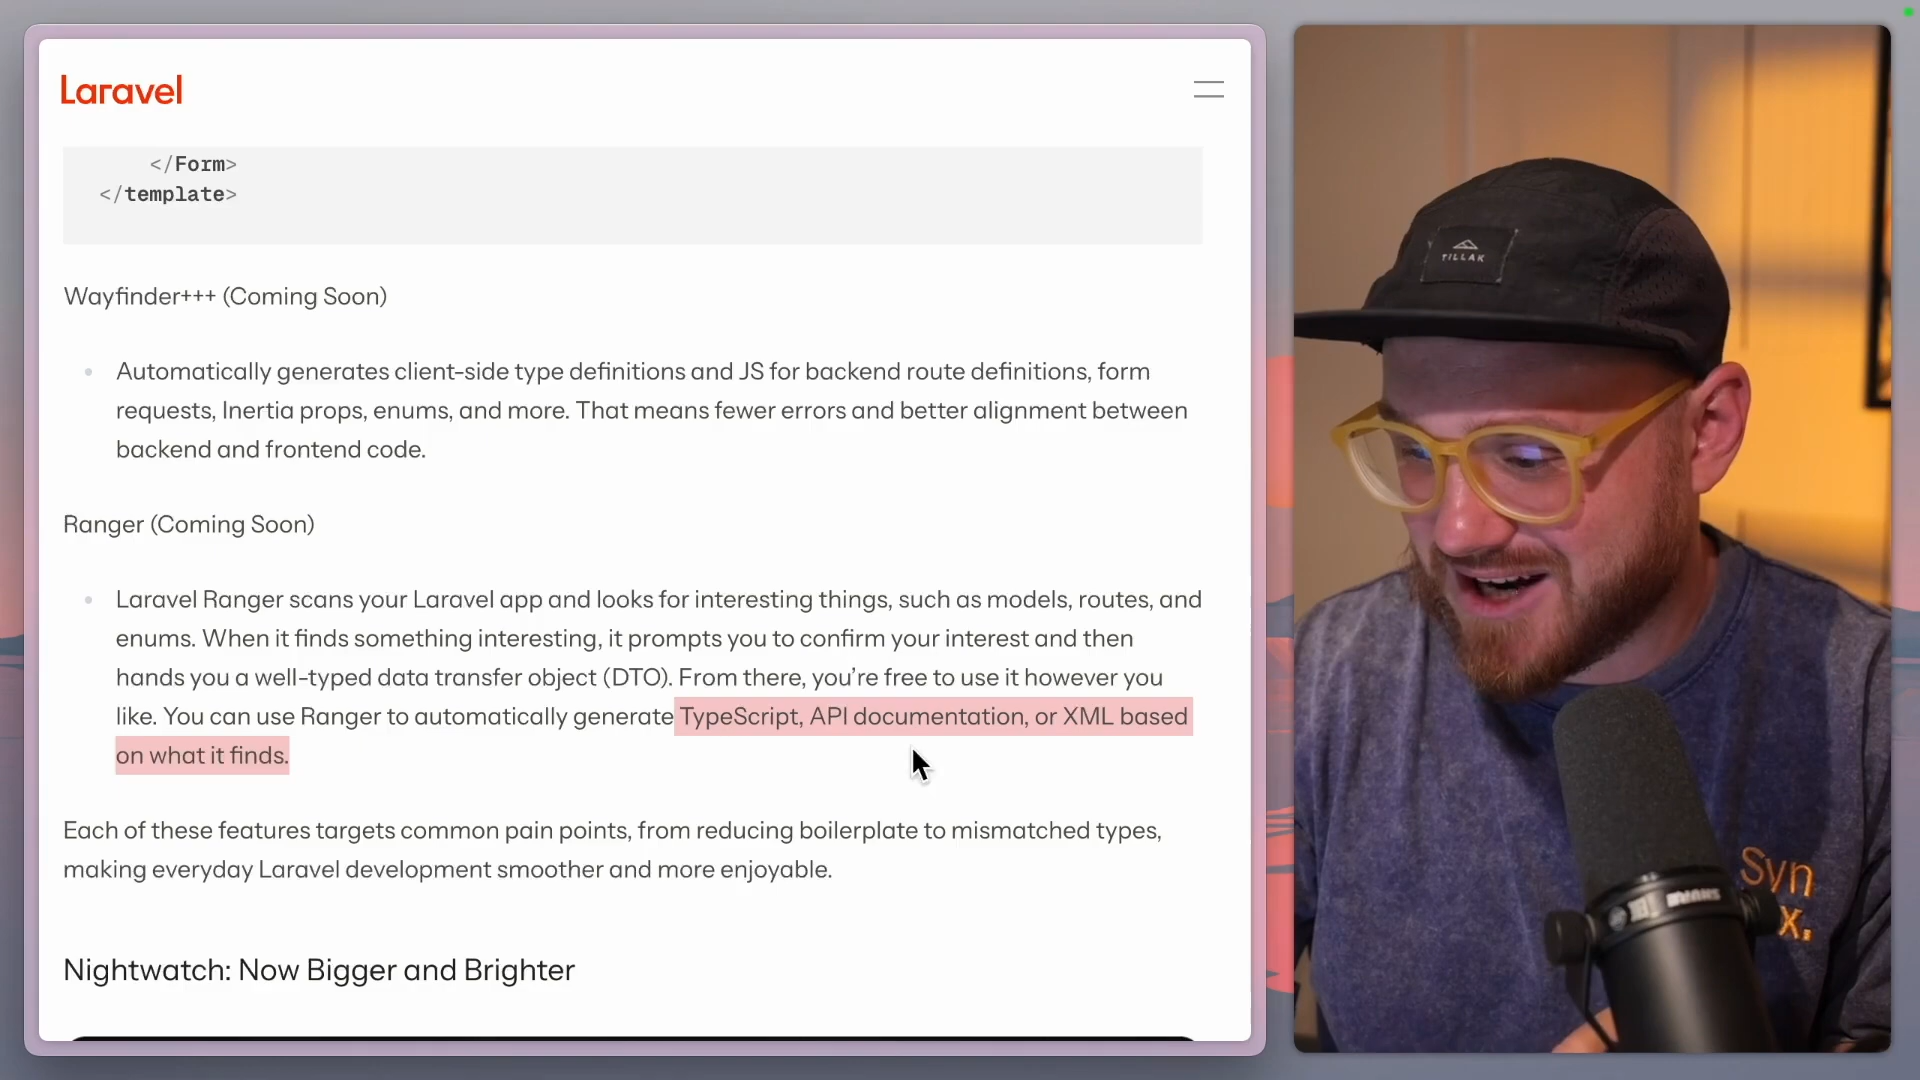 Laravel
</Form>
</template>
Wayfinder+++ (Coming Soon)
Automatically generates client-side type definitions and JS for backend route definitions, form
requests, Inertia props, enums, and more. That means fewer errors and better alignment between
backend and frontend code.
Ranger (Coming Soon)
Laravel Ranger scans your Laravel app and looks for interesting things, such as models, routes, and
enums. When it finds something interesting, it prompts you to confirm your interest and then
hands you a well-typed data transfer object (DTO). From there, you’re free to use it however you
like. You can use Ranger to automatically generate TypeScript, API documentation, or XML based
on what it finds.
Each of these features targets common pain points, from reducing boilerplate to mismatched types,
making everyday Laravel development smoother and more enjoyable.
Nightwatch: Now Bigger and Brighter
TILLAK
Syn
x.